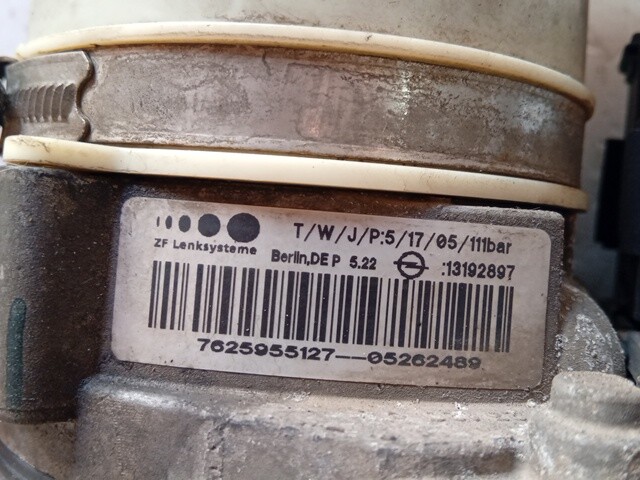 T/W/J/P:5/17/05/111bar
ZF Lenksysteme
Berlin,DE P 5.22 :13192897
7625955127--05262489